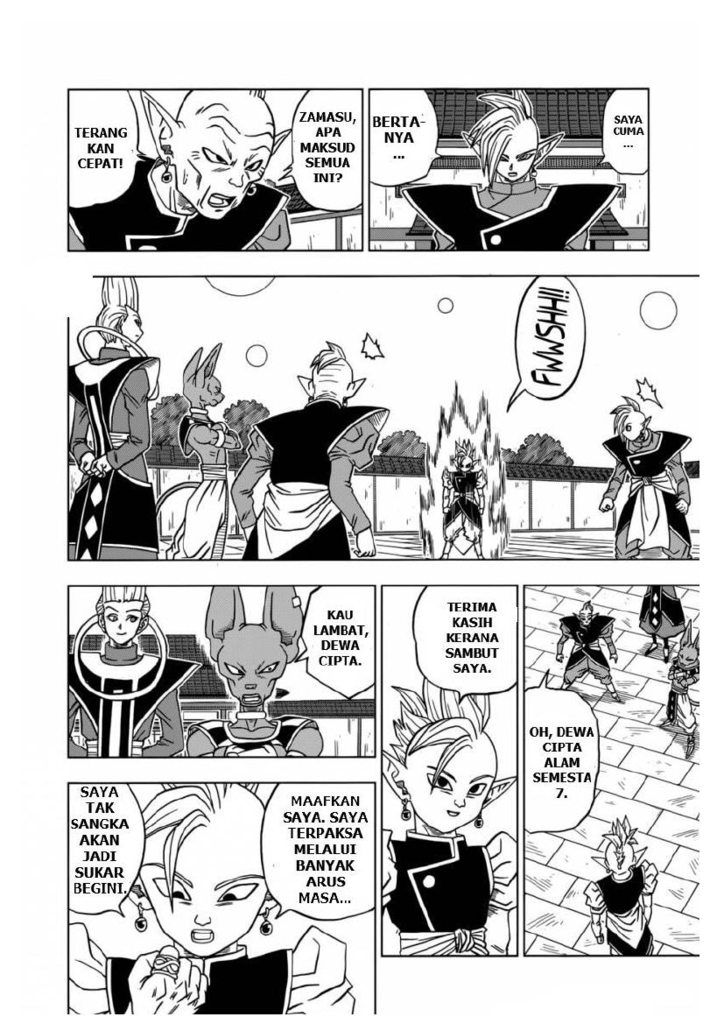 SAYA
CUMA
...
BERTA-
NYA
...
ZAMASU,
APA
MAKSUD
SEMUA
INI?
TERANG
KAN
CEPAT!
FWWSHH!!
OH, DEWA
CIPTA
ALAM
SEMESTA
7.
TERIMA
KASIH
KERANA
SAMBUT
SAYA.
KAU
LAMBAT,
DEWA
CIPTA.
MAAFKAN
SAYA. SAYA
TERPAKSA
MELALUI
BANYAK
ARUS
MASA...
SAYA
TAK
SANGKA
AKAN
JADI
SUKAR
BEGINI.